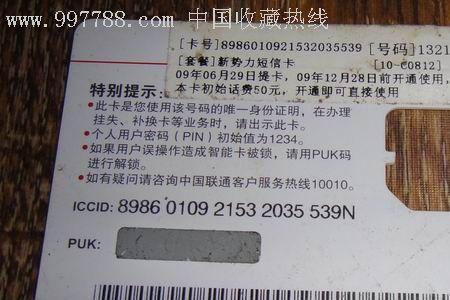 www.997788.com 中国收藏热线
[卡号]8986010921532035539 [号码]1321
[套餐]新势力短信卡 [10-C0812]
09年06月29日提卡，09年12月28日前开通使用，
本卡初始话费50元，开通即可直接使用
特别提示：
●此卡是您使用该号码的唯一身份证明，在办理
挂失、补换卡等业务时，请出示此卡。
●个人用户密码（PIN）初始值为1234。
●如果用户误操作造成智能卡被锁，请用PUK码
进行解锁。
●如有疑问请咨询中国联通客户服务热线10010。
ICCID: 8986 0109 2153 2035 539N
PUK: